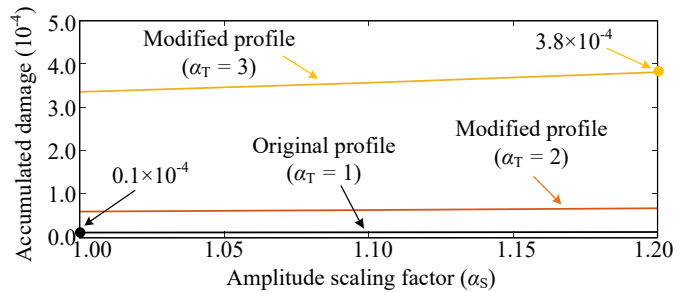 Accumulated damage (10⁻⁴)
5.0
4.0
3.0
2.0
1.0
0.0
Modified profile
(αT = 3)
3.8×10⁻⁴
Original profile
(αT = 1)
Modified profile
(αT = 2)
0.1×10⁻⁴
1.00
1.05
1.10
1.15
1.20
Amplitude scaling factor (αS)